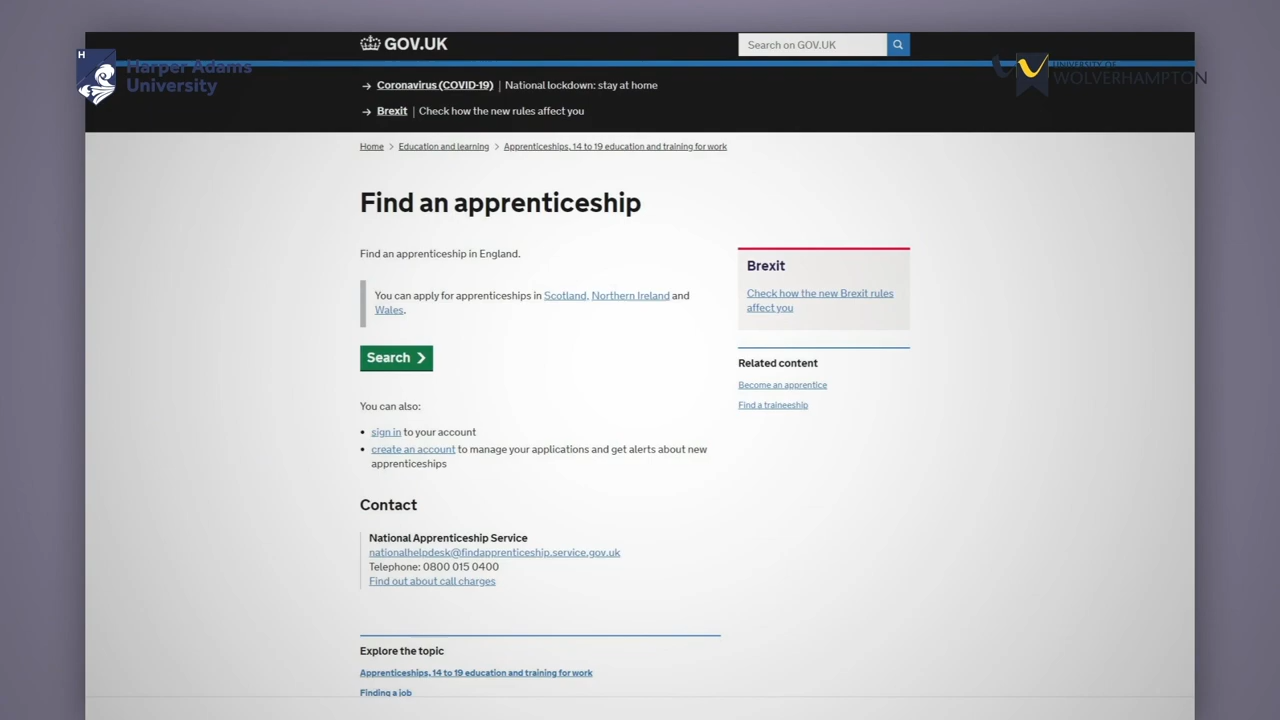 GOV.UK
Search on GOV.UK
H
Harper Adams
University
UNIVERSITY OF
WOLVERHAMPTON
→ Coronavirus (COVID-19) | National lockdown: stay at home
→ Brexit | Check how the new rules affect you
Home > Education and learning > Apprenticeships, 14 to 19 education and training for work
Find an apprenticeship
Find an apprenticeship in England.
You can apply for apprenticeships in Scotland, Northern Ireland and
Wales.
Search >
You can also:
• sign in to your account
• create an account to manage your applications and get alerts about new
apprenticeships
Contact
National Apprenticeship Service
nationalhelpdesk@findapprenticeship.service.gov.uk
Telephone: 0800 015 0400
Find out about call charges
Explore the topic
Apprenticeships, 14 to 19 education and training for work
Finding a job
Brexit
Check how the new Brexit rules
affect you
Related content
Become an apprentice
Find a traineeship